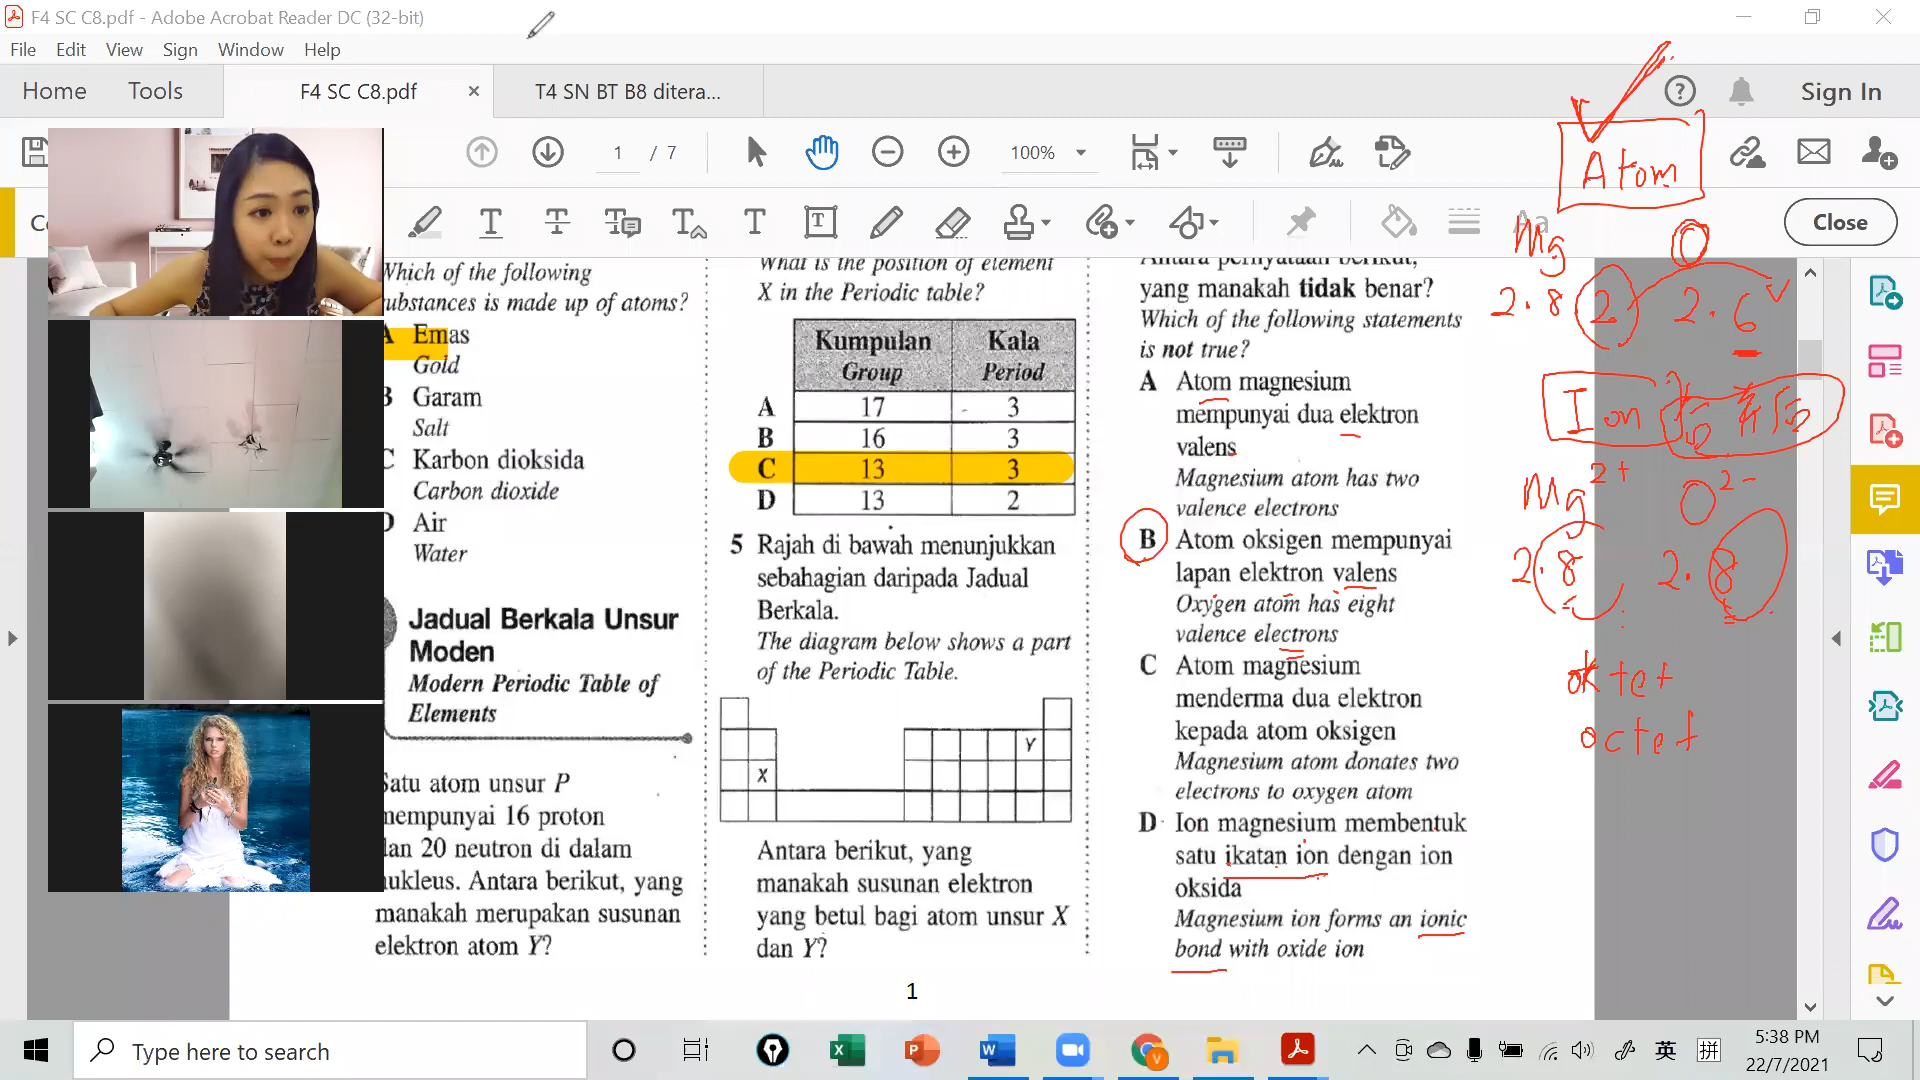 F4 SC C8.pdf - Adobe Acrobat Reader DC (32-bit)
File Edit View Sign Window Help
Home Tools F4 SC C8.pdf × T4 SN BT B8 ditera... Sign In
1 / 7 100%
Close
Which of the following
substances is made up of atoms?
A Emas
Gold
B Garam
Salt
C Karbon dioksida
Carbon dioxide
D Air
Water
Jadual Berkala Unsur
Moden
Modern Periodic Table of
Elements
Satu atom unsur P
mempunyai 16 proton
dan 20 neutron di dalam
nukleus. Antara berikut, yang
manakah merupakan susunan
elektron atom Y?
What is the position of element
X in the Periodic table?
Kumpulan Kala
Group Period
A 17 3
B 16 3
C 13 3
D 13 2
5 Rajah di bawah menunjukkan
sebahagian daripada Jadual
Berkala.
The diagram below shows a part
of the Periodic Table.
Y
X
Antara berikut, yang
manakah susunan elektron
yang betul bagi atom unsur X
dan Y?
Antara pernyataan berikut,
yang manakah tidak benar?
Which of the following statements
is not true?
A Atom magnesium
mempunyai dua elektron
valens
Magnesium atom has two
valence electrons
B Atom oksigen mempunyai
lapan elektron valens
Oxygen atom has eight
valence electrons
C Atom magnesium
menderma dua elektron
kepada atom oksigen
Magnesium atom donates two
electrons to oxygen atom
D Ion magnesium membentuk
satu ikatan ion dengan ion
oksida
Magnesium ion forms an ionic
bond with oxide ion
1
Atom
Mg O
2.8.2 2.6
Ion
Mg2+ O2-
2.8 2.8
oktet
octet
Type here to search
英 拼
5:38 PM
22/7/2021